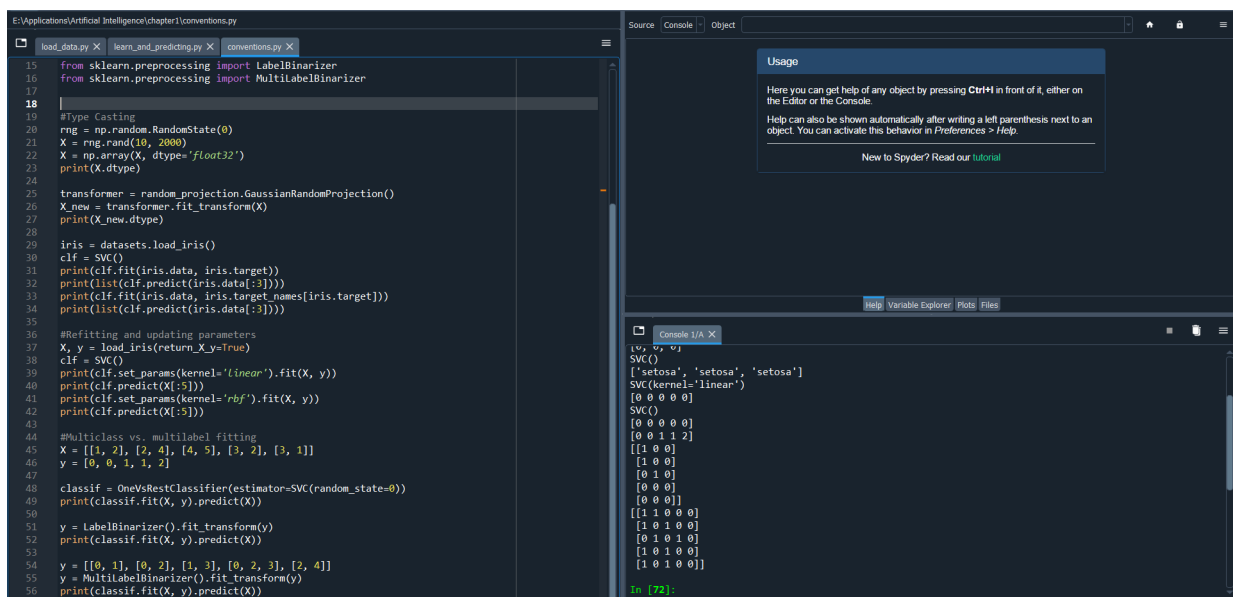 E:\Applications\Artificial Intelligence\chapter1\conventions.py
load_data.py X learn_and_predicting.py X conventions.py X
15 from sklearn.preprocessing import LabelBinarizer
16 from sklearn.preprocessing import MultiLabelBinarizer
17
18
19 #Type Casting
20 rng = np.random.RandomState(0)
21 X = rng.rand(10, 2000)
22 X = np.array(X, dtype='float32')
23 print(X.dtype)
24
25 transformer = random_projection.GaussianRandomProjection()
26 X_new = transformer.fit_transform(X)
27 print(X_new.dtype)
28
29 iris = datasets.load_iris()
30 clf = SVC()
31 print(clf.fit(iris.data, iris.target))
32 print(list(clf.predict(iris.data[:3])))
33 print(clf.fit(iris.data, iris.target_names[iris.target]))
34 print(list(clf.predict(iris.data[:3])))
35
36 #Refitting and updating parameters
37 X, y = load_iris(return_X_y=True)
38 clf = SVC()
39 print(clf.set_params(kernel='linear').fit(X, y))
40 print(clf.predict(X[:5]))
41 print(clf.set_params(kernel='rbf').fit(X, y))
42 print(clf.predict(X[:5]))
43
44 #Multiclass vs. multilabel fitting
45 X = [[1, 2], [2, 4], [4, 5], [3, 2], [3, 1]]
46 y = [0, 0, 1, 1, 2]
47
48 classif = OneVsRestClassifier(estimator=SVC(random_state=0))
49 print(classif.fit(X, y).predict(X))
50
51 y = LabelBinarizer().fit_transform(y)
52 print(classif.fit(X, y).predict(X))
53
54 y = [[0, 1], [0, 2], [1, 3], [0, 2, 3], [2, 4]]
55 y = MultiLabelBinarizer().fit_transform(y)
56 print(classif.fit(X, y).predict(X))
Source Console Object
Usage
Here you can get help of any object by pressing Ctrl+I in front of it, either on
the Editor or the Console.
Help can also be shown automatically after writing a left parenthesis next to an
object. You can activate this behavior in Preferences > Help.
New to Spyder? Read our tutorial
Help Variable Explorer Plots Files
Console 1/A X
[0, 0, 0]
SVC()
['setosa', 'setosa', 'setosa']
SVC(kernel='linear')
[0 0 0 0 0]
SVC()
[0 0 0 0 0]
[0 0 1 1 2]
[[1 0 0]
[1 0 0]
[0 1 0]
[0 0 0]
[0 0 0]]
[[1 1 0 0 0]
[1 0 1 0 0]
[0 1 0 1 0]
[1 0 1 0 0]
[1 0 1 0 0]]
In [72]: